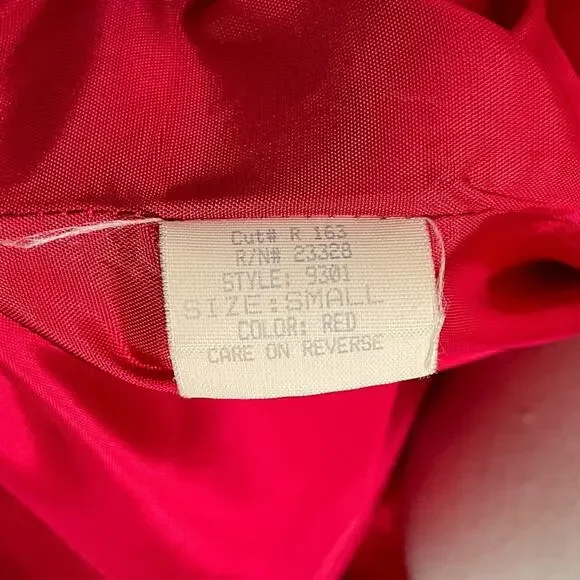 Cut# R 163
R/N# 23328
STYLE: 9301
SIZE:SMALL
COLOR: RED
CARE ON REVERSE